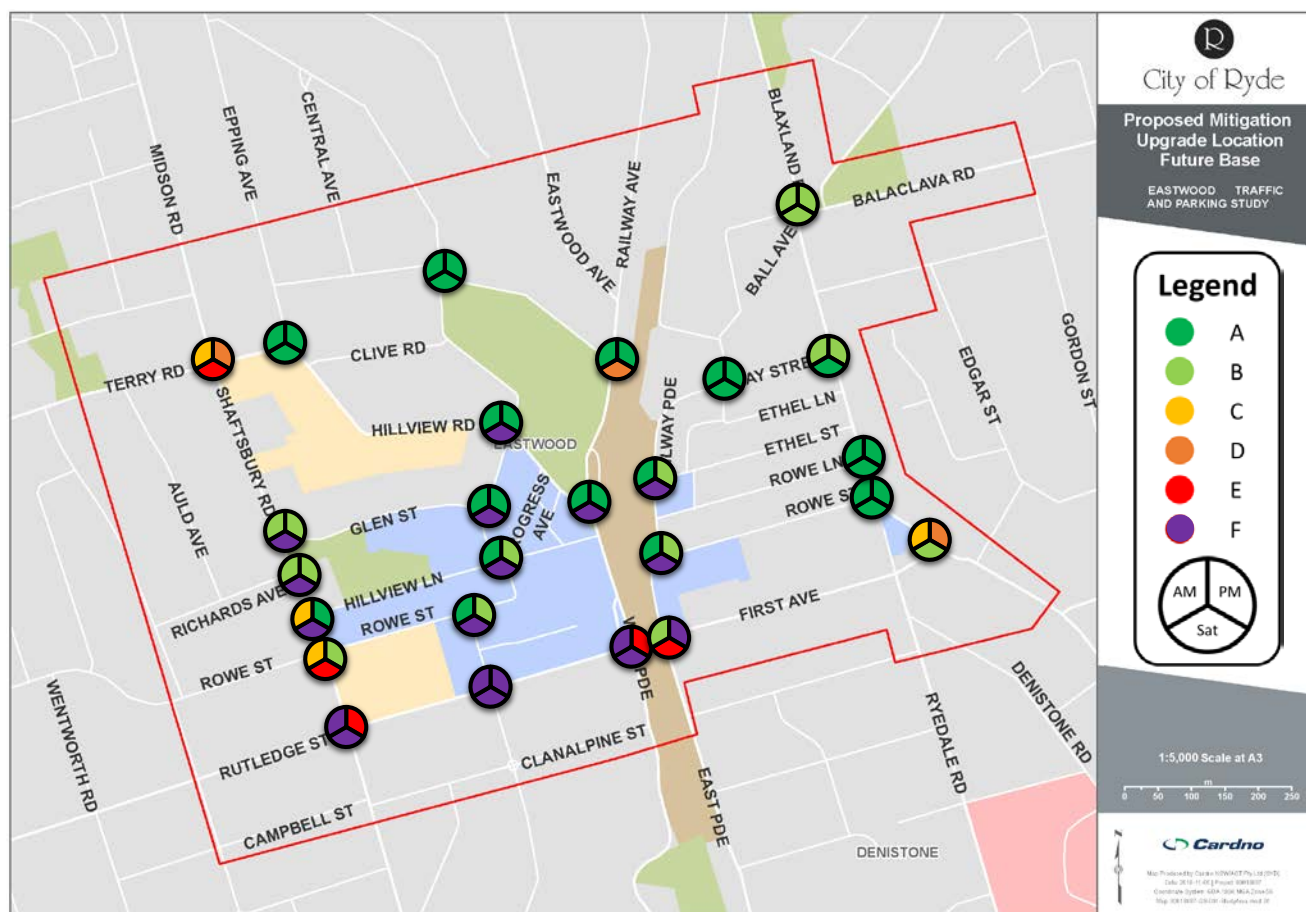 MIDSON RD
EPPING AVE
CENTRAL AVE
EASTWOOD AVE
RAILWAY AVE
BLAXLAND R
BALACLAVA RD
BALL AVE
GORDON ST
EDGAR ST
TERRY RD
CLIVE RD
SHAFTSBURY RD
HILLVIEW RD
EASTWOOD
LWAY PDE
AY STREE
ETHEL LN
ETHEL ST
ROWE LN
ROWE ST
AULD AVE
GLEN ST
OGRESS AVE
RICHARDS AVE
HILLVIEW LN
ROWE ST
FIRST AVE
ROWE ST
WENTWORTH RD
RUTLEDGE ST
CLANALPINE ST
CAMPBELL ST
PDE
EAST PDE
RYEDALE RD
DENISTONE RD
DENISTONE
R
City of Ryde
Proposed Mitigation
Upgrade Location
Future Base
EASTWOOD TRAFFIC
AND PARKING STUDY
Legend
A
B
C
D
E
F
AM PM
Sat
1:5,000 Scale at A3
m
0 50 100 150 200 250
Cardno